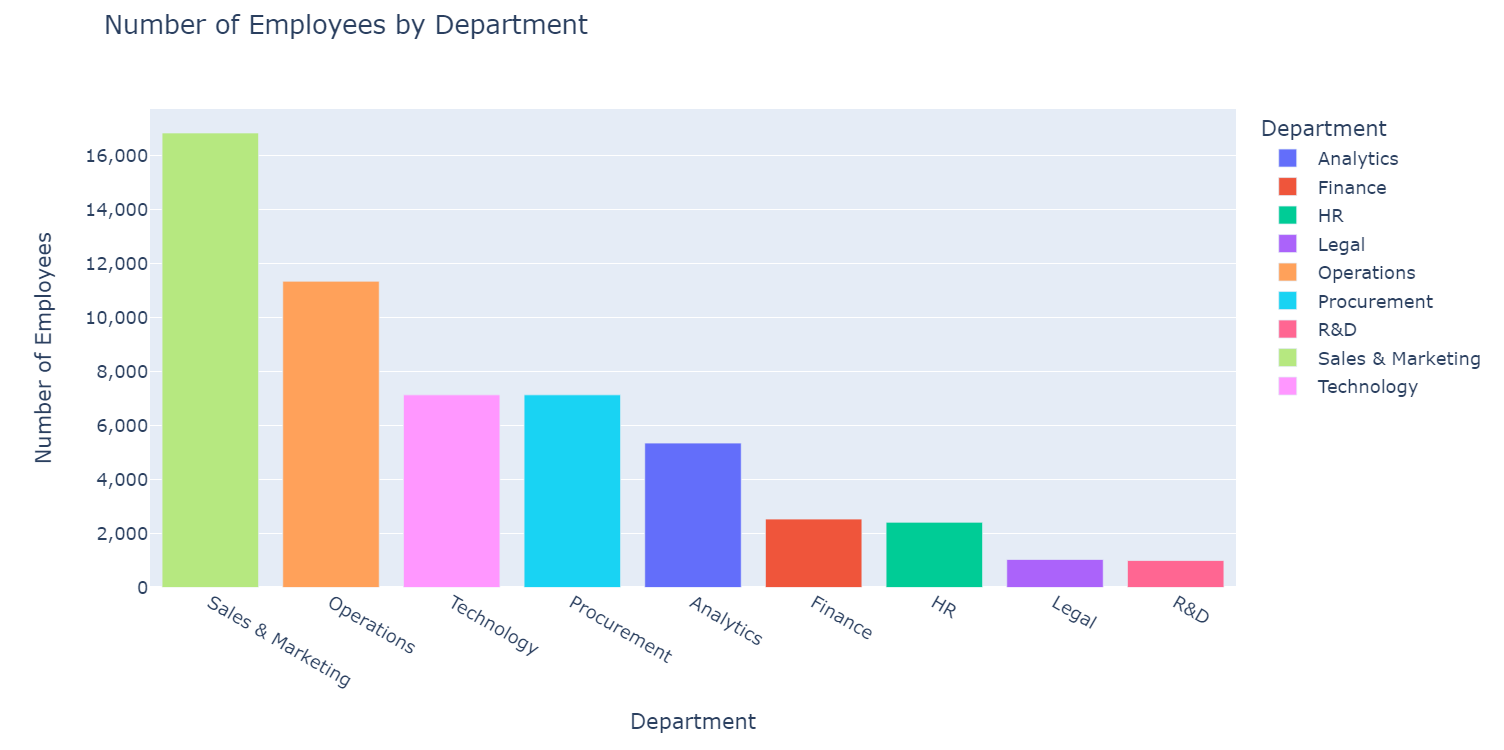 Number of Employees by Department
Number of Employees
16,000
14,000
12,000
10,000
8,000
6,000
4,000
2,000
0
Sales & Marketing
Operations
Technology
Procurement
Analytics
Finance
HR
Legal
R&D
Department
Department
Analytics
Finance
HR
Legal
Operations
Procurement
R&D
Sales & Marketing
Technology